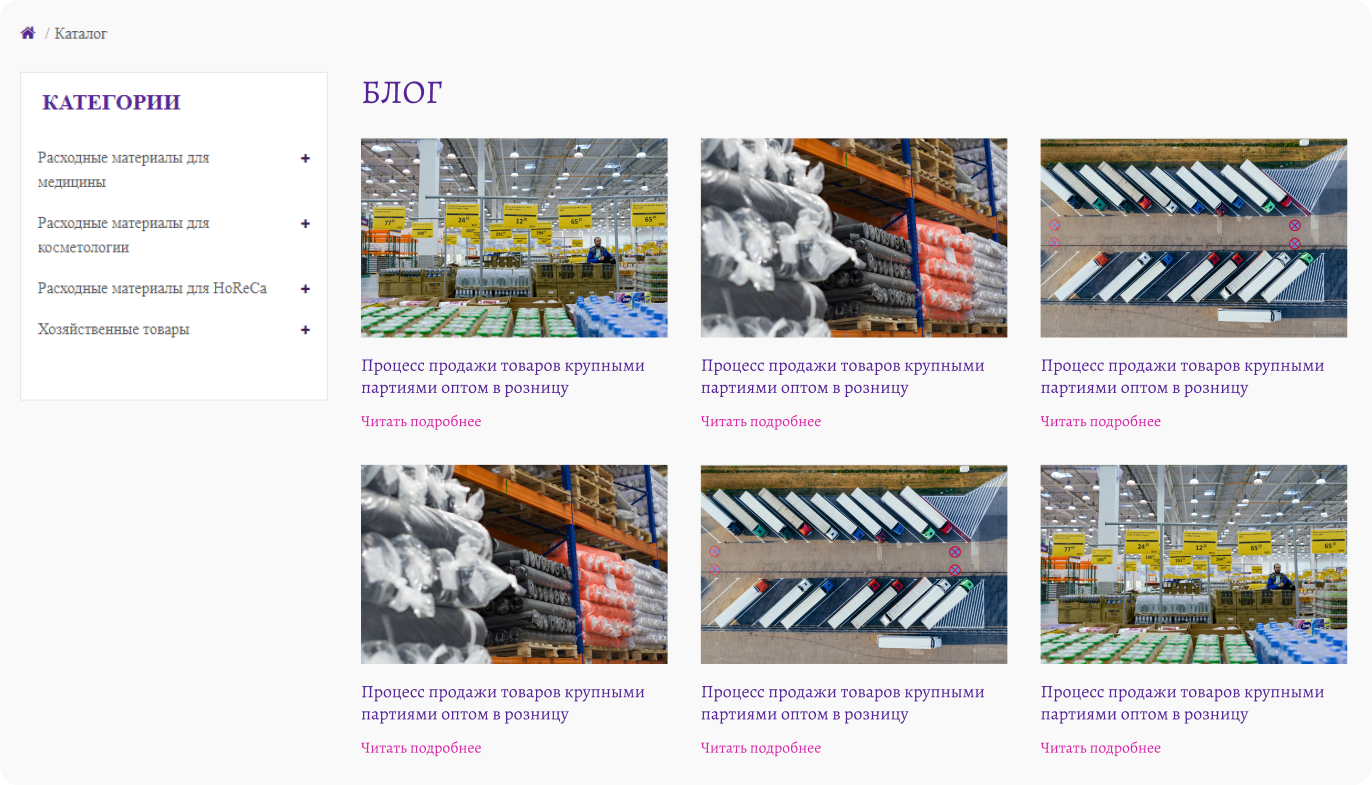 / Каталог
КАТЕГОРИИ
Расходные материалы для
медицины
+
Расходные материалы для
косметологии
+
Расходные материалы для HoReCa
+
Хозяйственные товары
+
БЛОГ
Процесс продажи товаров крупными
партиями оптом в розницу
Читать подробнее
Процесс продажи товаров крупными
партиями оптом в розницу
Читать подробнее
Процесс продажи товаров крупными
партиями оптом в розницу
Читать подробнее
Процесс продажи товаров крупными
партиями оптом в розницу
Читать подробнее
Процесс продажи товаров крупными
партиями оптом в розницу
Читать подробнее
Процесс продажи товаров крупными
партиями оптом в розницу
Читать подробнее